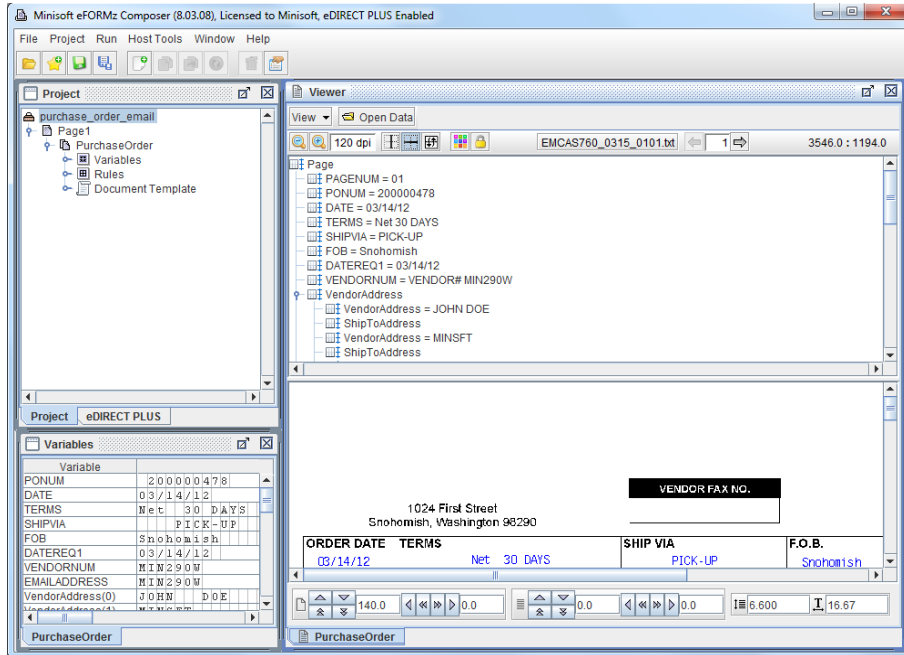 Minisoft eFORMz Composer (8.03.08), Licensed to Minisoft, eDIRECT PLUS Enabled
File Project Run Host Tools Window Help
Project
purchase_order_email
Page1
PurchaseOrder
Variables
Rules
Document Template
Project eDIRECT PLUS
Variables
Variable
PONUM 200000478
DATE 03/14/12
TERMS Net 30 DAYS
SHIPVIA PICK-UP
FOB Snohomish
DATEREQ1 03/14/12
VENDORNUM MIN290W
EMAILADDRESS MIN290W
VendorAddress(0) JOHN DOE
VendorAddress(1) MINSFT
PurchaseOrder
Viewer
View Open Data
120 dpi EMCAS760_0315_0101.txt 1 3546.0 : 1194.0
Page
PAGENUM = 01
PONUM = 200000478
DATE = 03/14/12
TERMS = Net 30 DAYS
SHIPVIA = PICK-UP
FOB = Snohomish
DATEREQ1 = 03/14/12
VENDORNUM = VENDOR# MIN290W
VendorAddress
VendorAddress = JOHN DOE
ShipToAddress
VendorAddress = MINSFT
ShipToAddress
VENDOR FAX NO.
1024 First Street
Snohomish, Washington 98290
ORDER DATE TERMS SHIP VIA F.O.B.
03/14/12 Net 30 DAYS PICK-UP Snohomish
140.0 0.0 0.0 0.0 6.600 16.67
PurchaseOrder